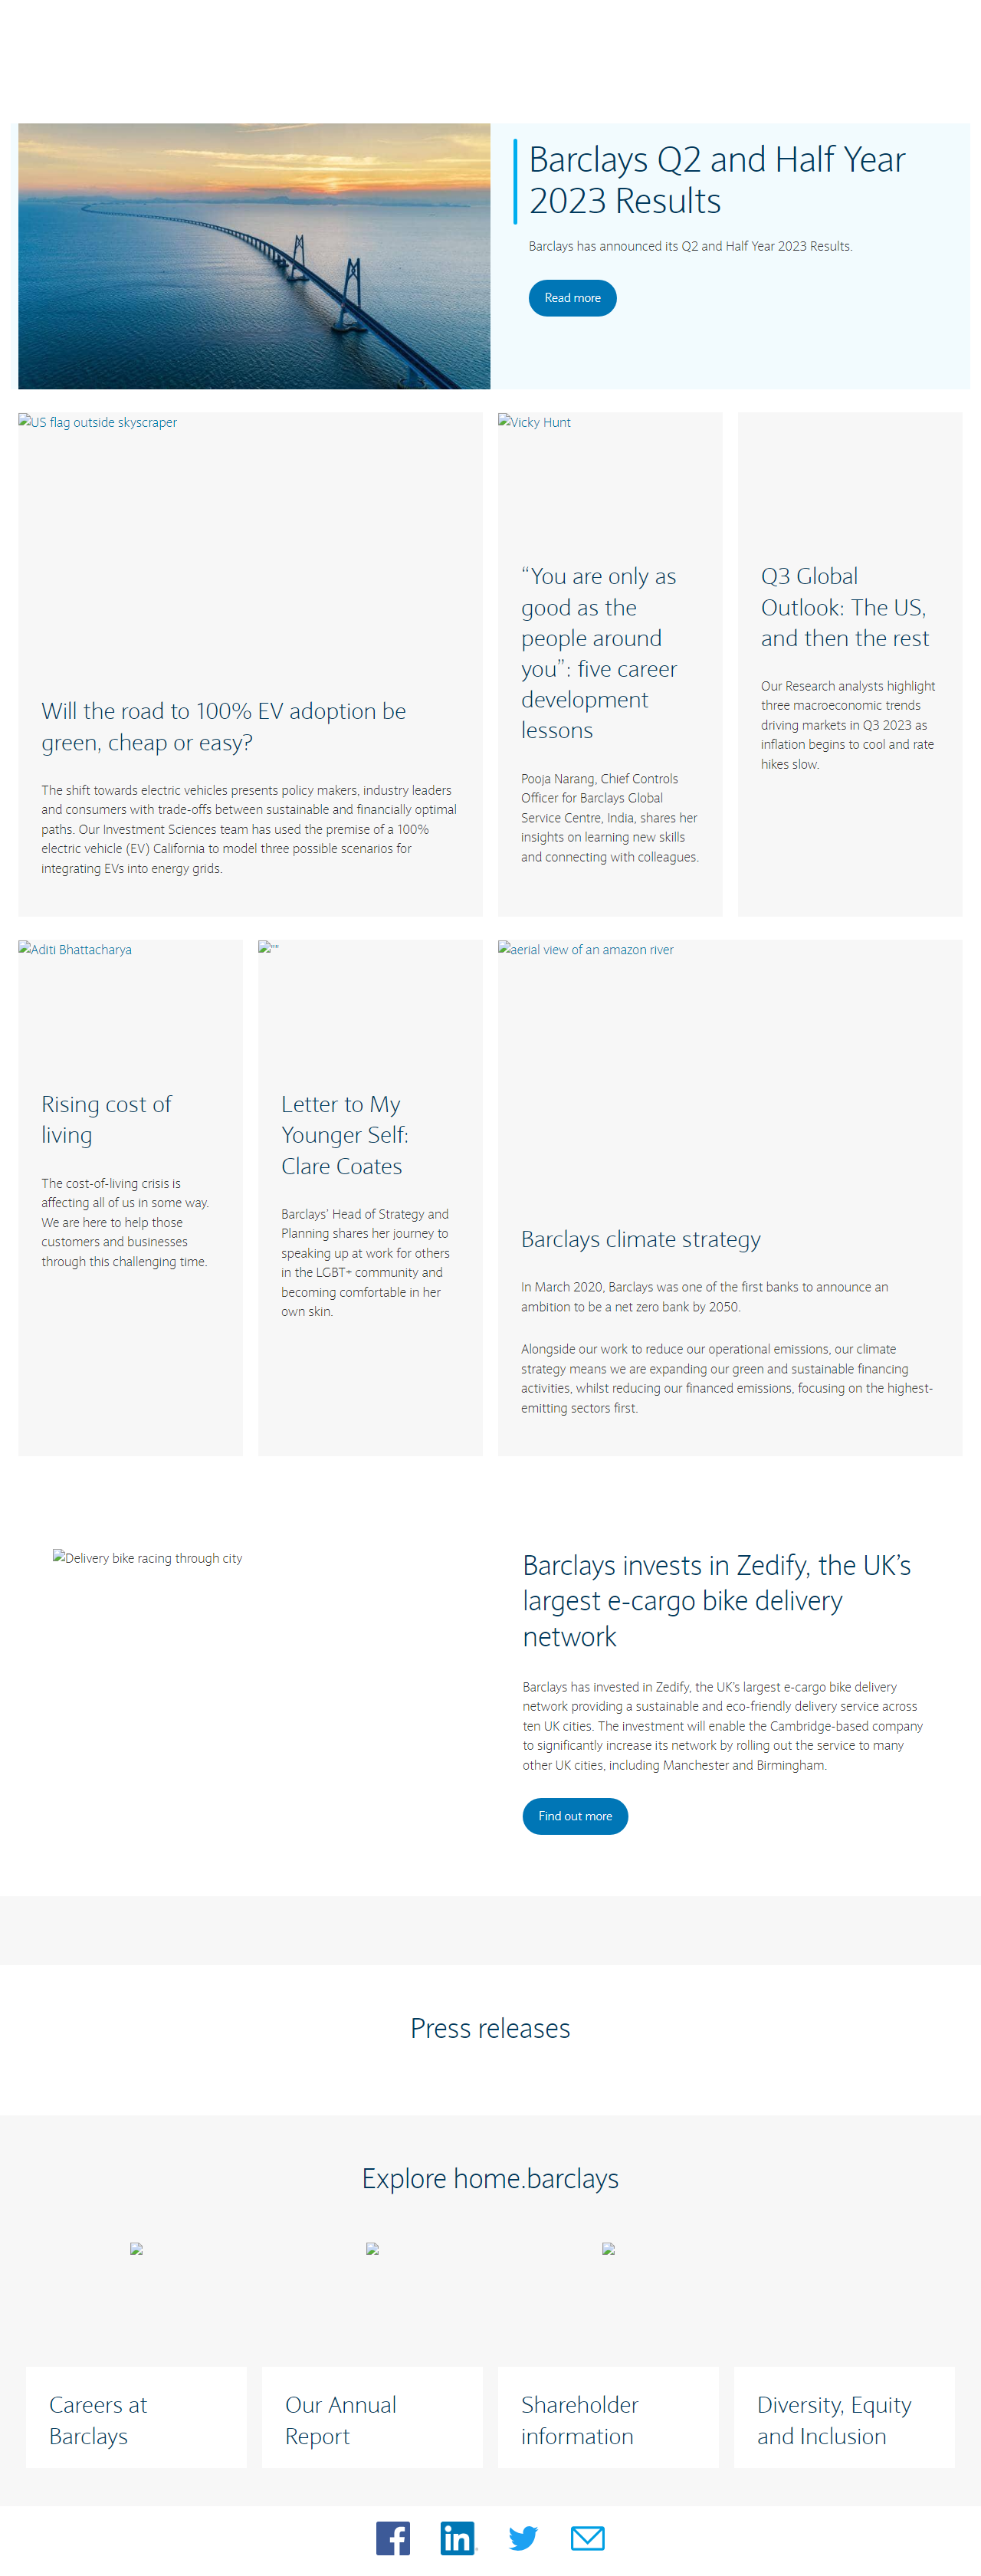 Barclays Q2 and Half Year
2023 Results
Barclays has announced its Q2 and Half Year 2023 Results.
Read more
US flag outside skyscraper
Will the road to 100% EV adoption be
green, cheap or easy?
The shift towards electric vehicles presents policy makers, industry leaders
and consumers with trade-offs between sustainable and financially optimal
paths. Our Investment Sciences team has used the premise of a 100%
electric vehicle (EV) California to model three possible scenarios for
integrating EVs into energy grids.
Vicky Hunt
“You are only as
good as the
people around
you”: five career
development
lessons
Pooja Narang, Chief Controls
Officer for Barclays Global
Service Centre, India, shares her
insights on learning new skills
and connecting with colleagues.
Q3 Global
Outlook: The US,
and then the rest
Our Research analysts highlight
three macroeconomic trends
driving markets in Q3 2023 as
inflation begins to cool and rate
hikes slow.
Aditi Bhattacharya
Rising cost of
living
The cost-of-living crisis is
affecting all of us in some way.
We are here to help those
customers and businesses
through this challenging time.
""
Letter to My
Younger Self:
Clare Coates
Barclays’ Head of Strategy and
Planning shares her journey to
speaking up at work for others
in the LGBT+ community and
becoming comfortable in her
own skin.
aerial view of an amazon river
Barclays climate strategy
In March 2020, Barclays was one of the first banks to announce an
ambition to be a net zero bank by 2050.
Alongside our work to reduce our operational emissions, our climate
strategy means we are expanding our green and sustainable financing
activities, whilst reducing our financed emissions, focusing on the highest-
emitting sectors first.
Delivery bike racing through city
Barclays invests in Zedify, the UK’s
largest e-cargo bike delivery
network
Barclays has invested in Zedify, the UK’s largest e-cargo bike delivery
network providing a sustainable and eco-friendly delivery service across
ten UK cities. The investment will enable the Cambridge-based company
to significantly increase its network by rolling out the service to many
other UK cities, including Manchester and Birmingham.
Find out more
Press releases
Explore home.barclays
Careers at
Barclays
Our Annual
Report
Shareholder
information
Diversity, Equity
and Inclusion
f
in